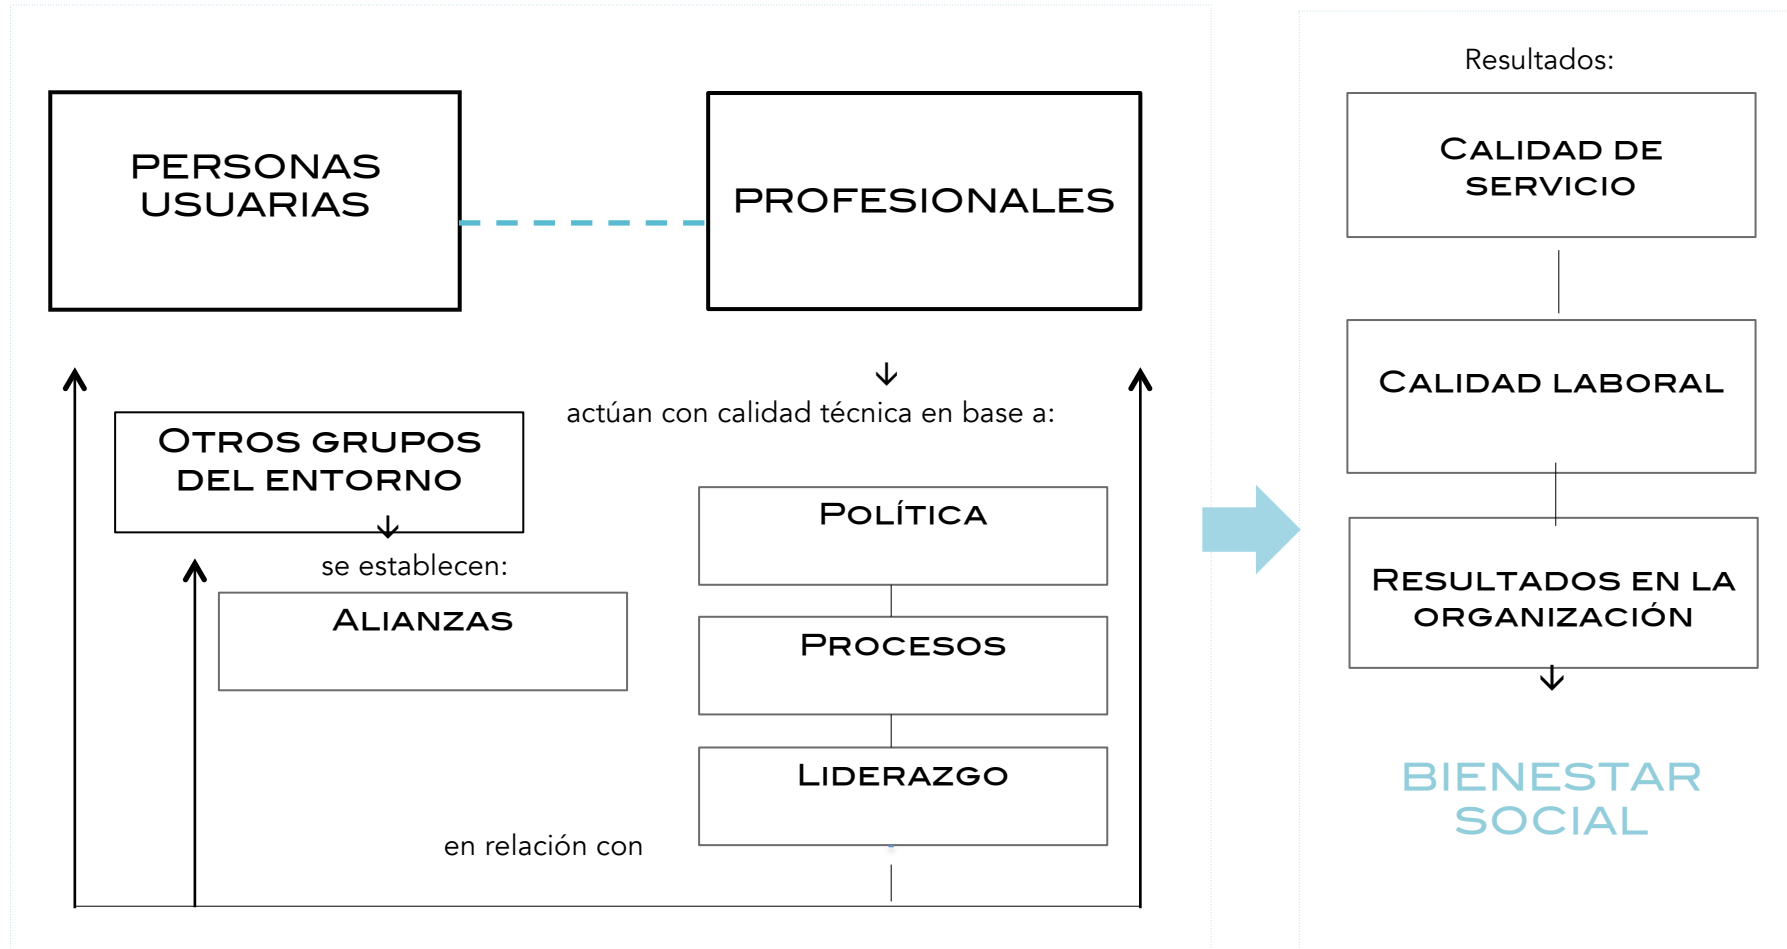 PERSONAS
USUARIAS
PROFESIONALES
actúan con calidad técnica en base a:
OTROS GRUPOS
DEL ENTORNO
se establecen:
ALIANZAS
POLÍTICA
PROCESOS
LIDERAZGO
en relación con
Resultados:
CALIDAD DE
SERVICIO
CALIDAD LABORAL
RESULTADOS EN LA
ORGANIZACIÓN
BIENESTAR
SOCIAL